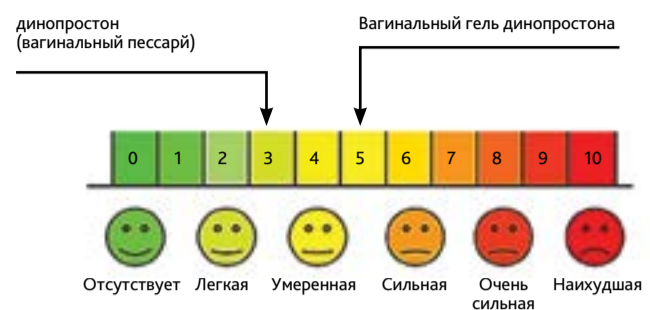 динопростон
(вагинальный пессарй)
Вагинальный гель динопростона
0 1 2 3 4 5 6 7 8 9 10
Отсутствует Легкая Умеренная Сильная Очень сильная Наихудшая